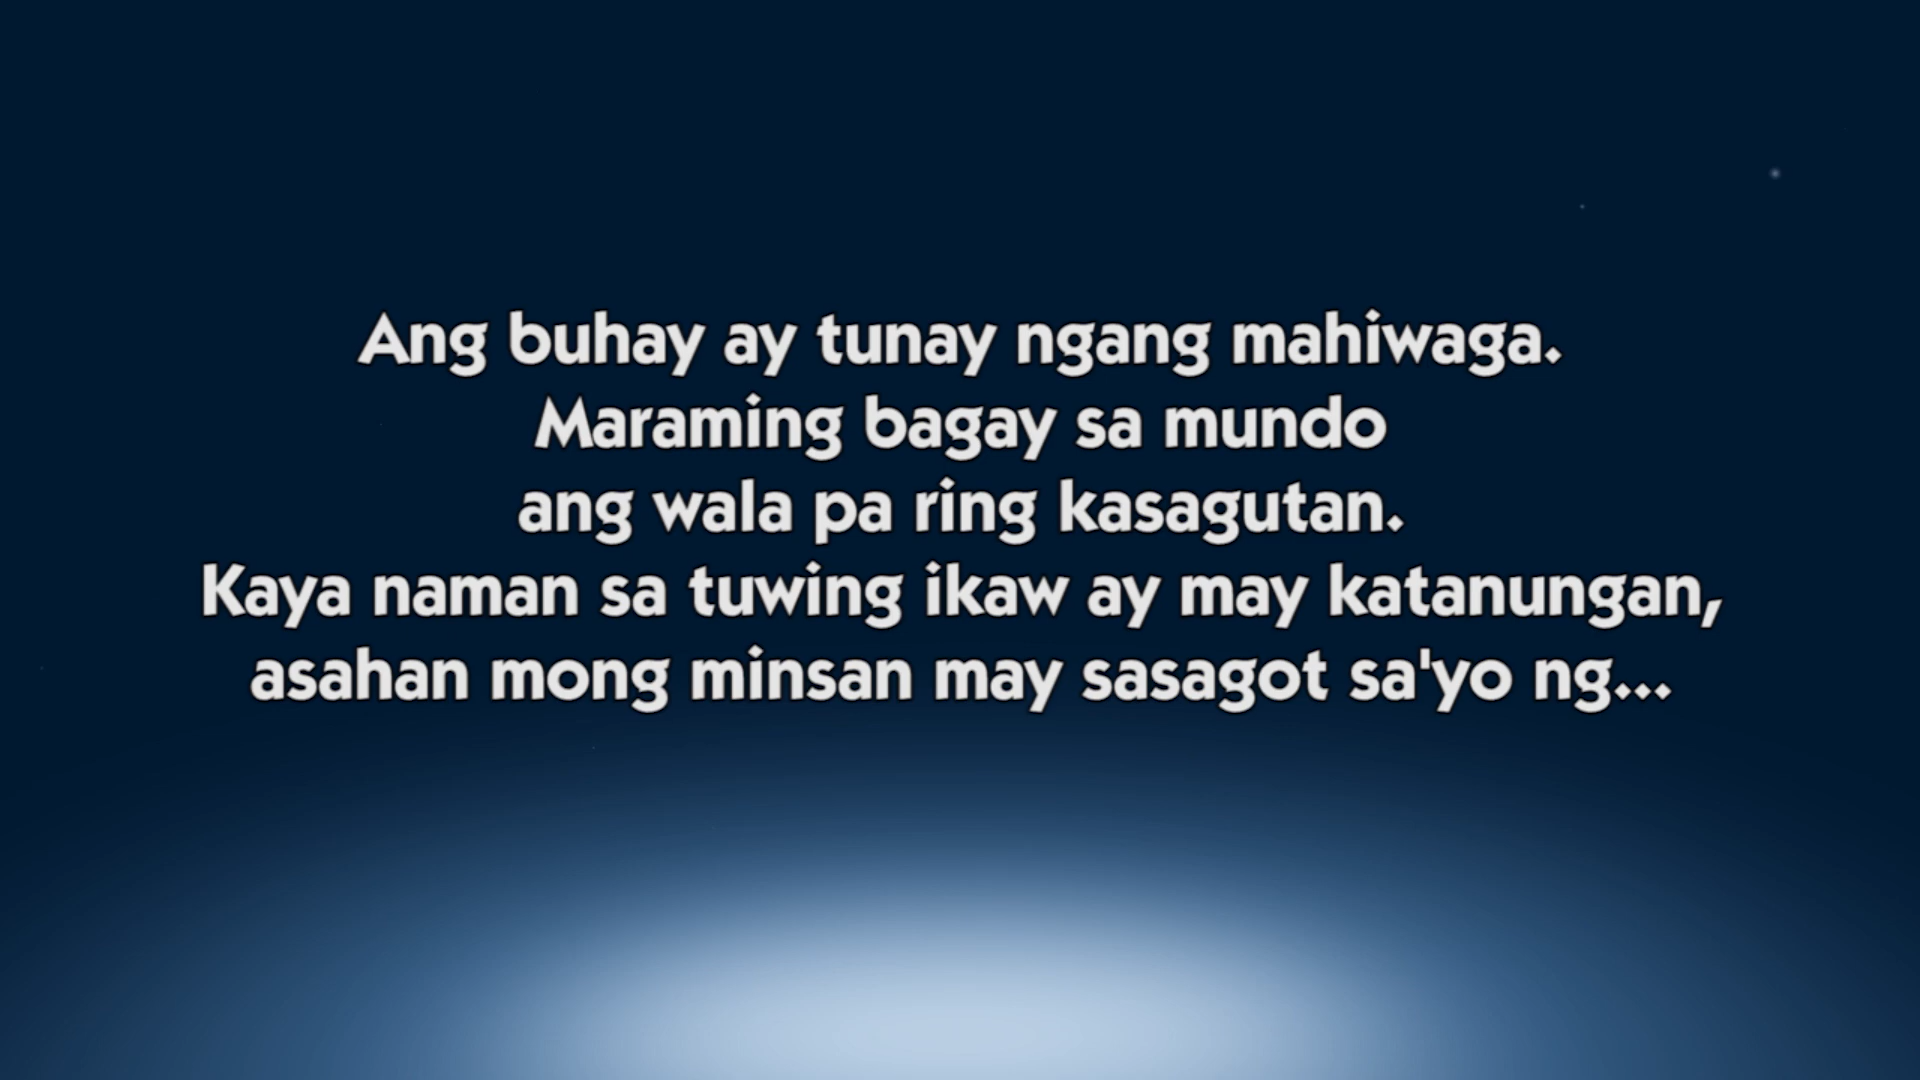 Ang buhay ay tunay ngang mahiwaga.
Maraming bagay sa mundo
ang wala pa ring kasagutan.
Kaya naman sa tuwing ikaw ay may katanungan,
asahan mong minsan may sasagot sa'yo ng...